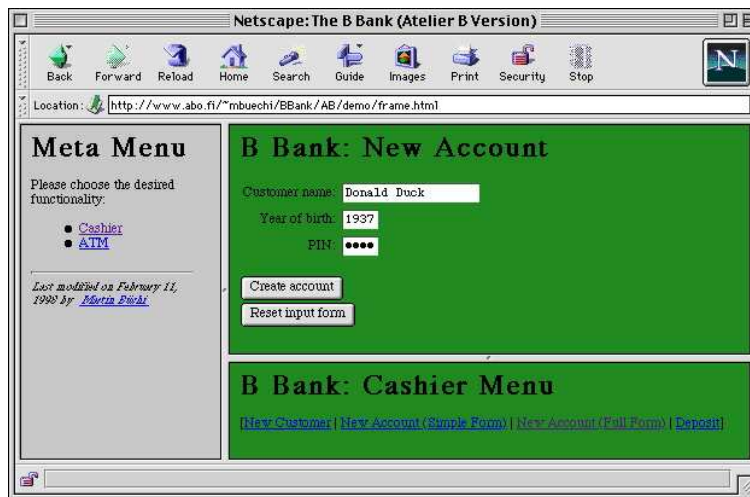 Netscape: The B Bank (Atelier B Version)
Back Forward Reload Home Search Guide Images Print Security Stop
N
Location: http://www.abo.fi/~mbuechi/BBank/AB/demo/frame.html
Meta Menu
Please choose the desired
functionality:
Cashier
ATM
Last modified on February 11,
1998 by Martin Büchi
B Bank: New Account
Customer name: Donald Duck
Year of birth: 1937
PIN: ●●●●
Create account
Reset input form
B Bank: Cashier Menu
[New Customer | New Account (Simple Form) | New Account (Full Form) | Deposit]